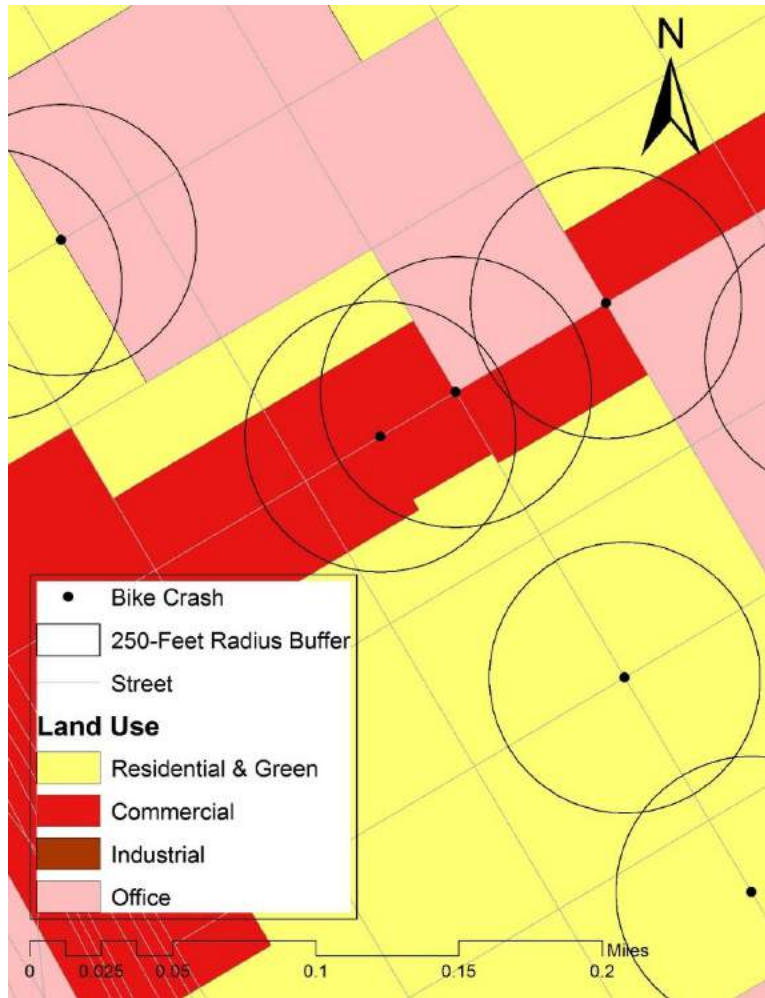 N
Bike Crash
250-Feet Radius Buffer
Street
Land Use
Residential & Green
Commercial
Industrial
Office
Miles
0 0.025 0.05 0.1 0.15 0.2